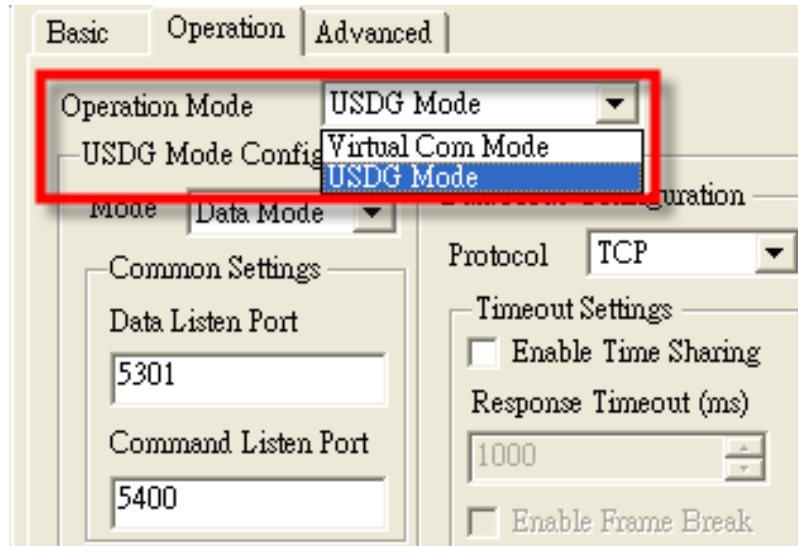 Basic Operation Advanced
Operation Mode USDG Mode
USDG Mode Config
Virtual Com Mode
USDG Mode
Mode Data Mode
Common Settings
Data Listen Port
5301
Command Listen Port
5400
Protocol TCP
Timeout Settings
Enable Time Sharing
Response Timeout (ms)
1000
Enable Frame Break